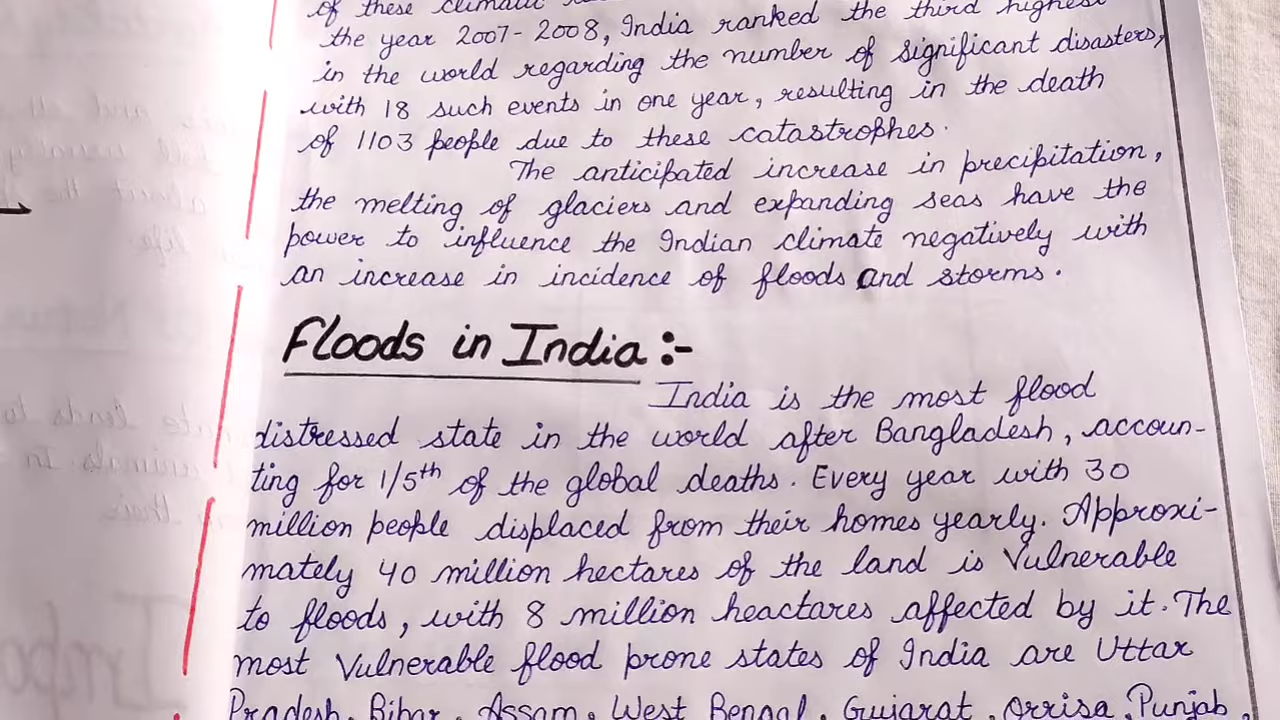 of these climatic
the year 2007-2008, India ranked the third highest
in the world regarding the number of significant disasters,
with 18 such events in one year, resulting in the death
of 1103 people due to these catastrophes.
The anticipated increase in precipitation,
the melting of glaciers and expanding seas have the
power to influence the Indian climate negatively with
an increase in incidence of floods and storms.
Floods in India :-
India is the most flood
distressed state in the world after Bangladesh, accoun-
ting for 1/5th of the global deaths. Every year with 30
million people displaced from their homes yearly. Approxi-
mately 40 million hectares of the land is Vulnerable
to floods, with 8 million heactares affected by it. The
most Vulnerable flood prone states of India are Uttar
Pradesh, Bihar, Assam, West Bengal, Gujarat, Orrisa, Punjab,